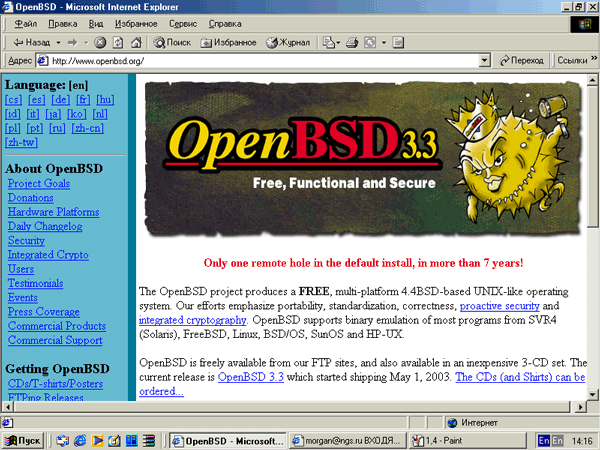 OpenBSD - Microsoft Internet Explorer
Файл Правка Вид Избранное Сервис Справка
Назад Поиск Избранное Журнал
Адрес http://www.openbsd.org/ Переход Ссылки »
Language: [en]
[cs] [es] [de] [fr] [hu]
[id] [it] [ja] [ko] [nl]
[pl] [pt] [ru] [zh-cn]
[zh-tw]
About OpenBSD
Project Goals
Donations
Hardware Platforms
Daily Changelog
Security
Integrated Crypto
Users
Testimonials
Events
Press Coverage
Commercial Products
Commercial Support
Getting OpenBSD
CDs/T-shirts/Posters
FTPing Releases
OpenBSD 3.3
Free, Functional and Secure
Only one remote hole in the default install, in more than 7 years!
The OpenBSD project produces a FREE, multi-platform 4.4BSD-based UNIX-like operating
system. Our efforts emphasize portability, standardization, correctness, proactive security and
integrated cryptography. OpenBSD supports binary emulation of most programs from SVR4
(Solaris), FreeBSD, Linux, BSD/OS, SunOS and HP-UX.
OpenBSD is freely available from our FTP sites, and also available in an inexpensive 3-CD set. The
current release is OpenBSD 3.3 which started shipping May 1, 2003. The CDs (and Shirts) can be
ordered...
Интернет
Пуск OpenBSD - Microsoft... morgan@ngs.ru ВХОДЯ... 1,4 - Paint En En 14:16